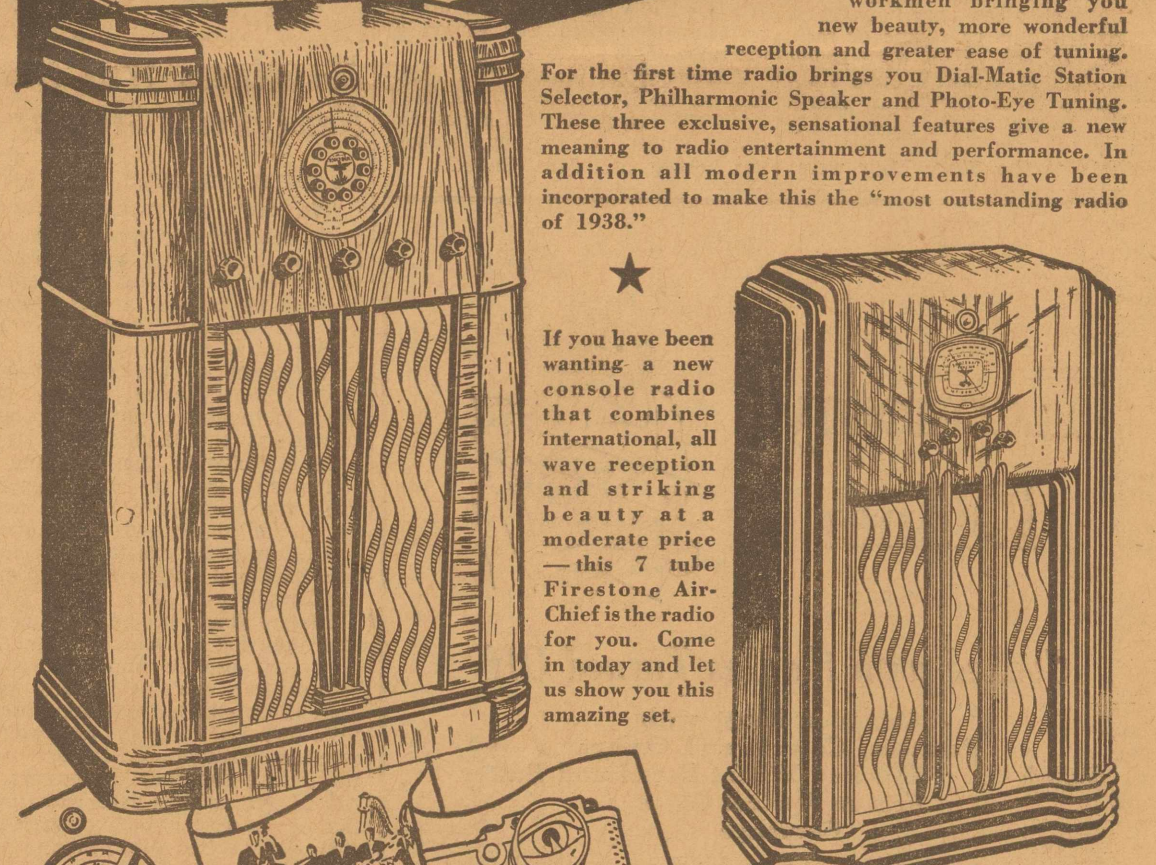 workmen bringing you
new beauty, more wonderful
reception and greater ease of tuning.
For the first time radio brings you Dial-Matic Station
Selector, Philharmonic Speaker and Photo-Eye Tuning.
These three exclusive, sensational features give a new
meaning to radio entertainment and performance. In
addition all modern improvements have been
incorporated to make this the “most outstanding radio
of 1938.”
If you have been
wanting a new
console radio
that combines
international, all
wave reception
and striking
beauty at a
moderate price
— this 7 tube
Firestone Air-
Chief is the radio
for you. Come
in today and let
us show you this
amazing set.